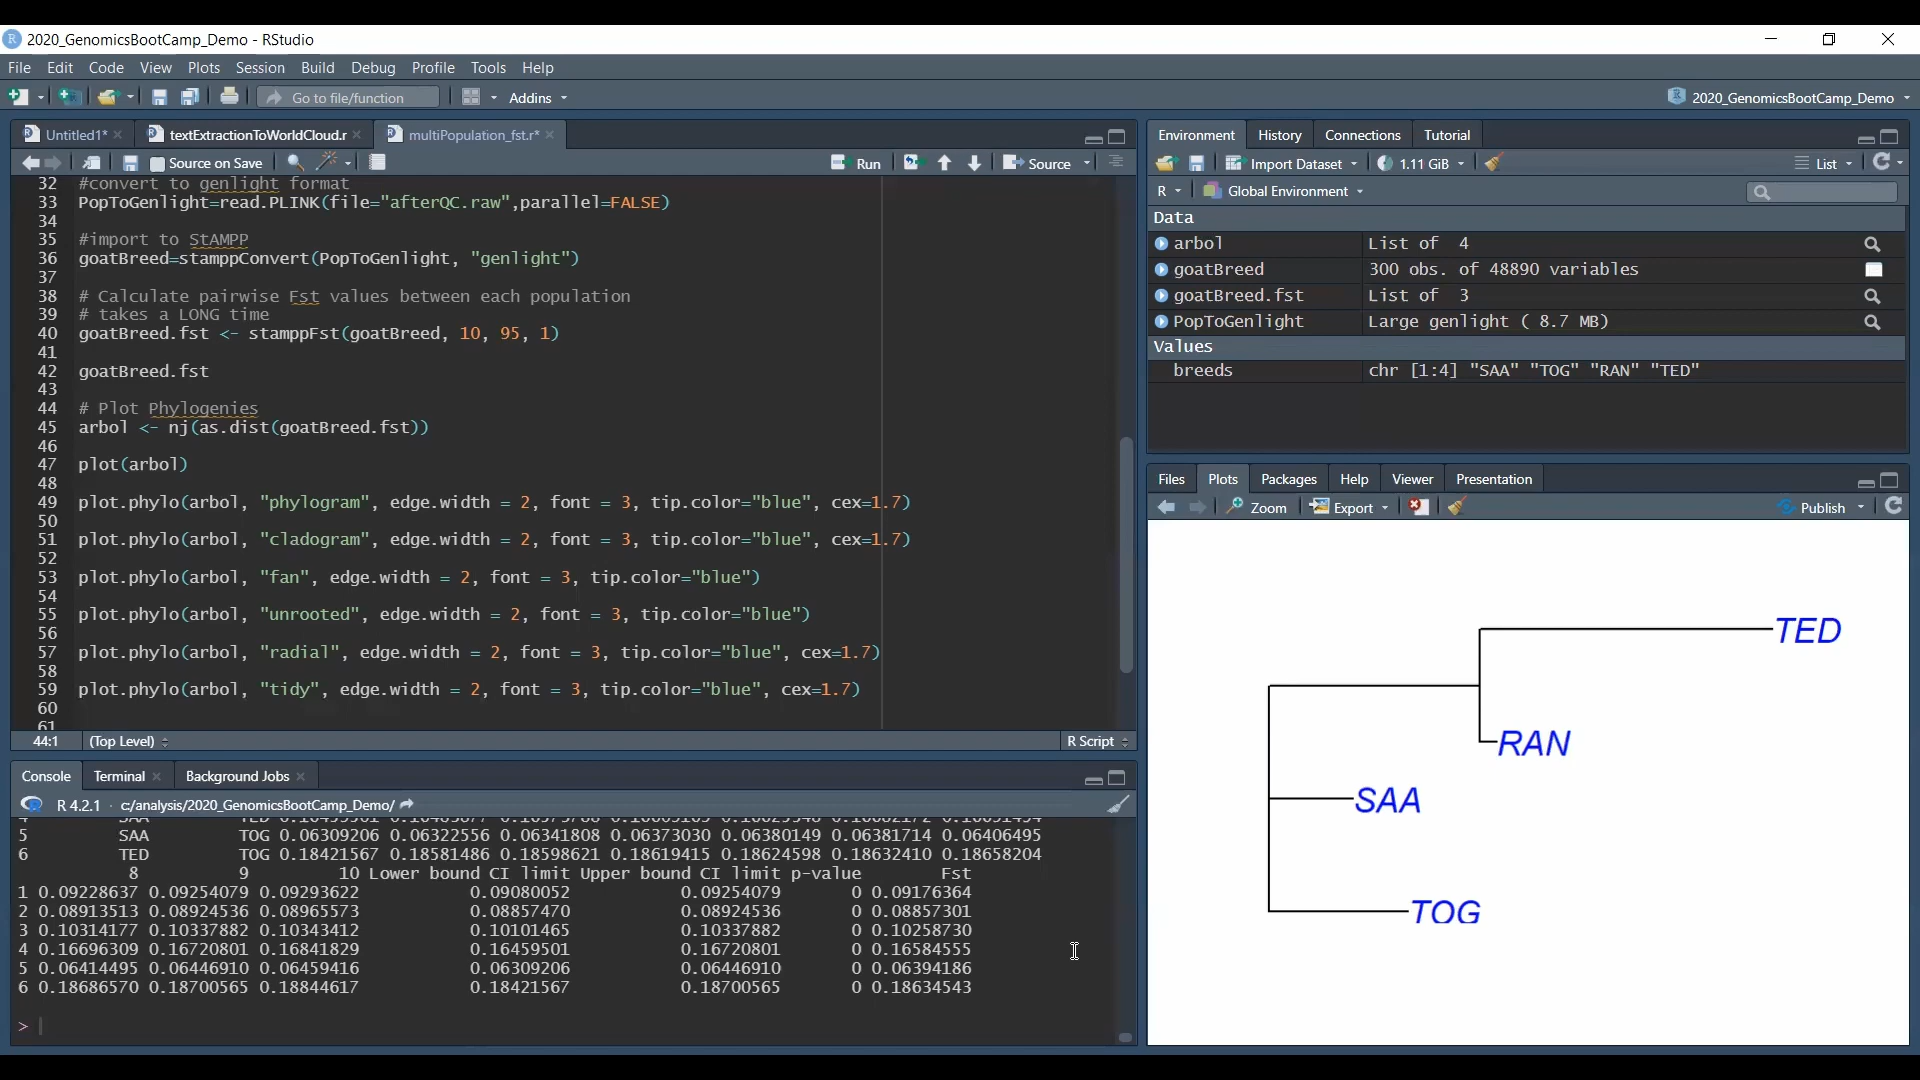 2020_GenomicsBootCamp_Demo - RStudio
File Edit Code View Plots Session Build Debug Profile Tools Help
Go to file/function Addins 2020_GenomicsBootCamp_Demo
Untitled1* textExtractionToWorldCloud.r multiPopulation_fst.r*
Source on Save Run Source
32 #convert to genlight format
33 PopToGenlight=read.PLINK(file="afterQC.raw",parallel=FALSE)
34
35 #import to StAMPP
36 goatBreed=stamppConvert(PopToGenlight, "genlight")
37
38 # Calculate pairwise Fst values between each population
39 # takes a LONG time
40 goatBreed.fst <- stamppFst(goatBreed, 10, 95, 1)
41
42 goatBreed.fst
43
44 # Plot Phylogenies
45 arbol <- nj(as.dist(goatBreed.fst))
46
47 plot(arbol)
48
49 plot.phylo(arbol, "phylogram", edge.width = 2, font = 3, tip.color="blue", cex=1.7)
50
51 plot.phylo(arbol, "cladogram", edge.width = 2, font = 3, tip.color="blue", cex=1.7)
52
53 plot.phylo(arbol, "fan", edge.width = 2, font = 3, tip.color="blue")
54
55 plot.phylo(arbol, "unrooted", edge.width = 2, font = 3, tip.color="blue")
56
57 plot.phylo(arbol, "radial", edge.width = 2, font = 3, tip.color="blue", cex=1.7)
58
59 plot.phylo(arbol, "tidy", edge.width = 2, font = 3, tip.color="blue", cex=1.7)
60
61
44:1 (Top Level) R Script
Console Terminal Background Jobs
R 4.2.1 · c:/analysis/2020_GenomicsBootCamp_Demo/
5 SAA TOG 0.06309206 0.06322556 0.06341808 0.06373030 0.06380149 0.06381714 0.06406495
6 TED TOG 0.18421567 0.18581486 0.18598621 0.18619415 0.18624598 0.18632410 0.18658204
8 9 10 Lower bound CI limit Upper bound CI limit p-value Fst
1 0.09228637 0.09254079 0.09293622 0.09080052 0.09254079 0 0.09176364
2 0.08913513 0.08924536 0.08965573 0.08857470 0.08924536 0 0.08857301
3 0.10314177 0.10337882 0.10343412 0.10101465 0.10337882 0 0.10258730
4 0.16696309 0.16720801 0.16841829 0.16459501 0.16720801 0 0.16584555
5 0.06414495 0.06446910 0.06459416 0.06309206 0.06446910 0 0.06394186
6 0.18686570 0.18700565 0.18844617 0.18421567 0.18700565 0 0.18634543
>
Environment History Connections Tutorial
Import Dataset 1.11 GiB List
R Global Environment
Data
arbol List of 4
goatBreed 300 obs. of 48890 variables
goatBreed.fst List of 3
PopToGenlight Large genlight ( 8.7 MB)
Values
breeds chr [1:4] "SAA" "TOG" "RAN" "TED"
Files Plots Packages Help Viewer Presentation
Zoom Export Publish
TED
RAN
SAA
TOG